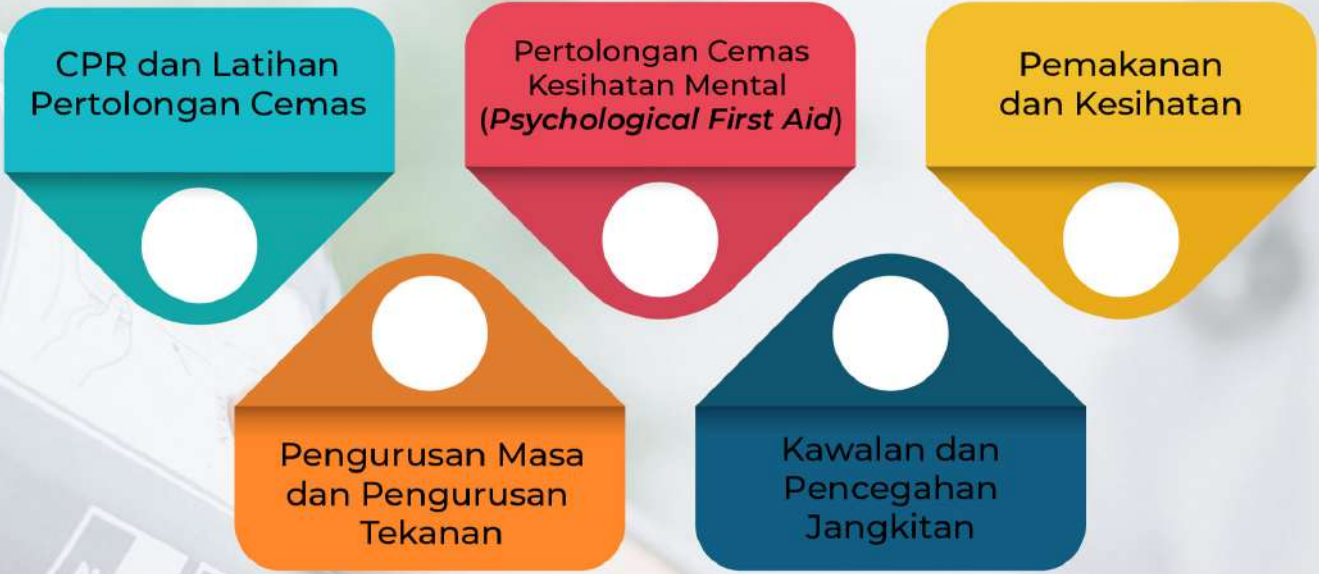 CPR dan Latihan
Pertolongan Cemas
Pertolongan Cemas
Kesihatan Mental
(Psychological First Aid)
Pemakanan
dan Kesihatan
Pengurusan Masa
dan Pengurusan
Tekanan
Kawalan dan
Pencegahan
Jangkitan